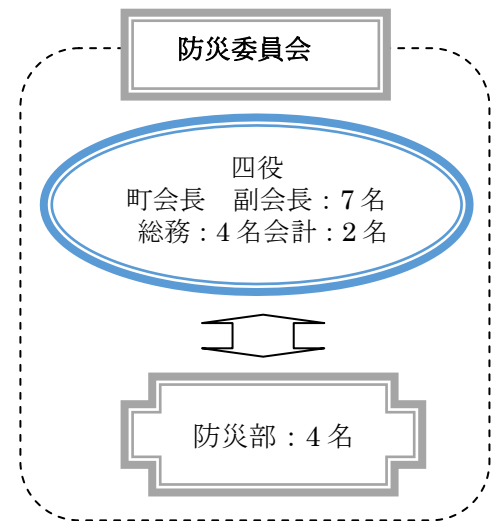 防災委員会
四役
町会長　副会長：7名
総務：4名会計：2名
防災部：4名